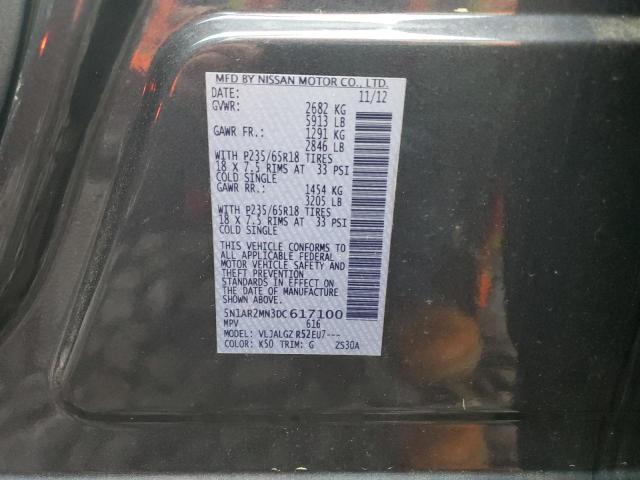 MFD BY NISSAN MOTOR CO., LTD.
DATE: 11/12
GVWR: 2682 KG
5913 LB
GAWR FR.: 1291 KG
2846 LB
WITH P235/65R18 TIRES
18 X 7.5 RIMS AT 33 PSI
COLD SINGLE
GAWR RR.: 1454 KG
3205 LB
WITH P235/65R18 TIRES
18 X 7.5 RIMS AT 33 PSI
COLD SINGLE
THIS VEHICLE CONFORMS TO
ALL APPLICABLE FEDERAL
MOTOR VEHICLE SAFETY AND
THEFT PREVENTION
STANDARDS IN EFFECT ON
DATE OF MFR SHOWN ABOVE.
5N1AR2MN3DC617100
MPV 616
MODEL: VLJALGZ R52EU7---
COLOR: K50 TRIM: G 2S30A